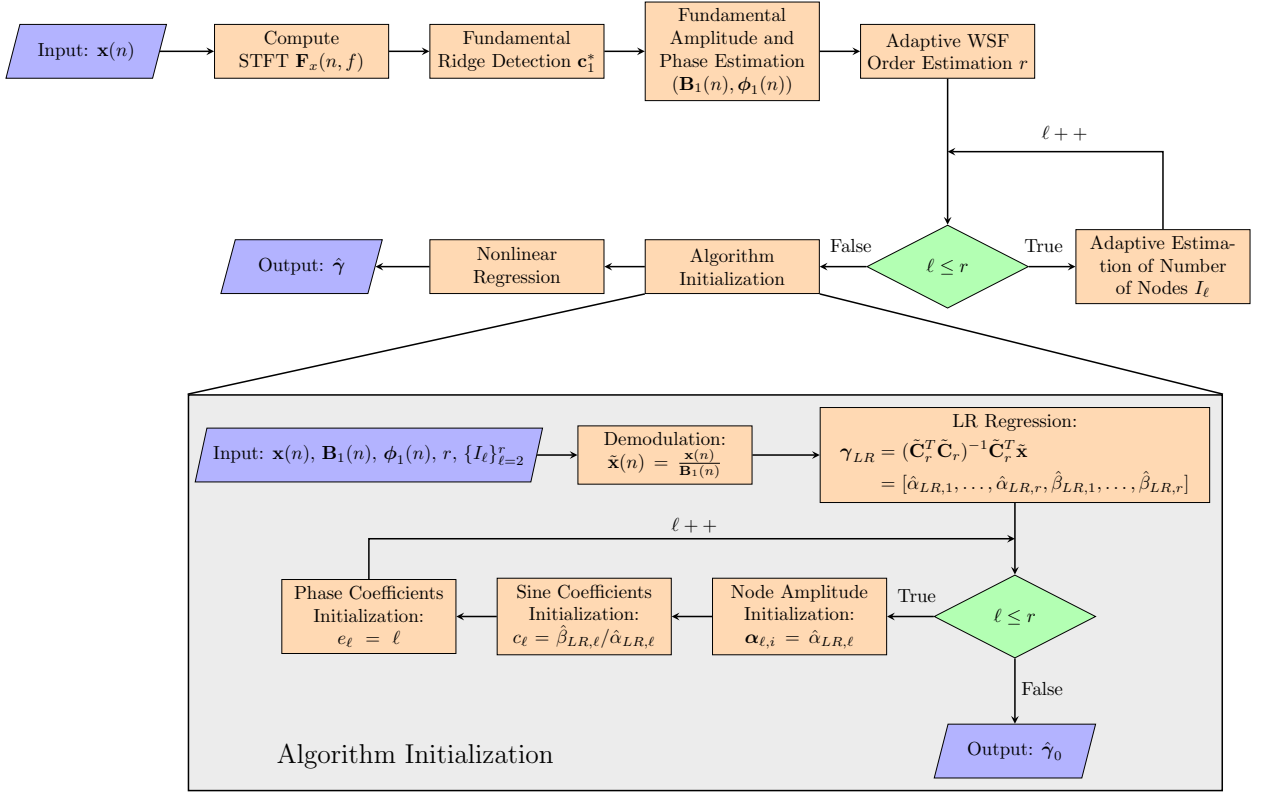 Input: x(n)
Compute
STFT F_x(n, f)
Fundamental
Ridge Detection c_1^*
Fundamental
Amplitude and
Phase Estimation
(B_1(n), ϕ_1(n))
Adaptive WSF
Order Estimation r
ℓ++
Output: γ̂
Nonlinear
Regression
Algorithm
Initialization
False
ℓ ≤ r
True
Adaptive Estima-
tion of Number
of Nodes I_ℓ
Input: x(n), B_1(n), ϕ_1(n), r, {I_ℓ}_{ℓ=2}^r
Demodulation:
x̃(n) = x(n)/B_1(n)
LR Regression:
γ_{LR} = (C̃_r^T C̃_r)^{-1} C̃_r^T x̃
= [α̂_{LR,1}, . . . , α̂_{LR,r}, β̂_{LR,1}, . . . , β̂_{LR,r}]
ℓ++
Phase Coefficients
Initialization:
e_ℓ = ℓ
Sine Coefficients
Initialization:
c_ℓ = β̂_{LR,ℓ}/α̂_{LR,ℓ}
Node Amplitude
Initialization:
α_{ℓ,i} = α̂_{LR,ℓ}
True
ℓ ≤ r
False
Output: γ̂_0
Algorithm Initialization